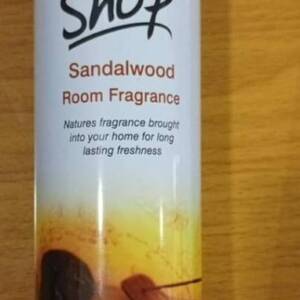 Shop
Sandalwood
Room Fragrance
Natures fragrance brought
into your home for long
lasting freshness